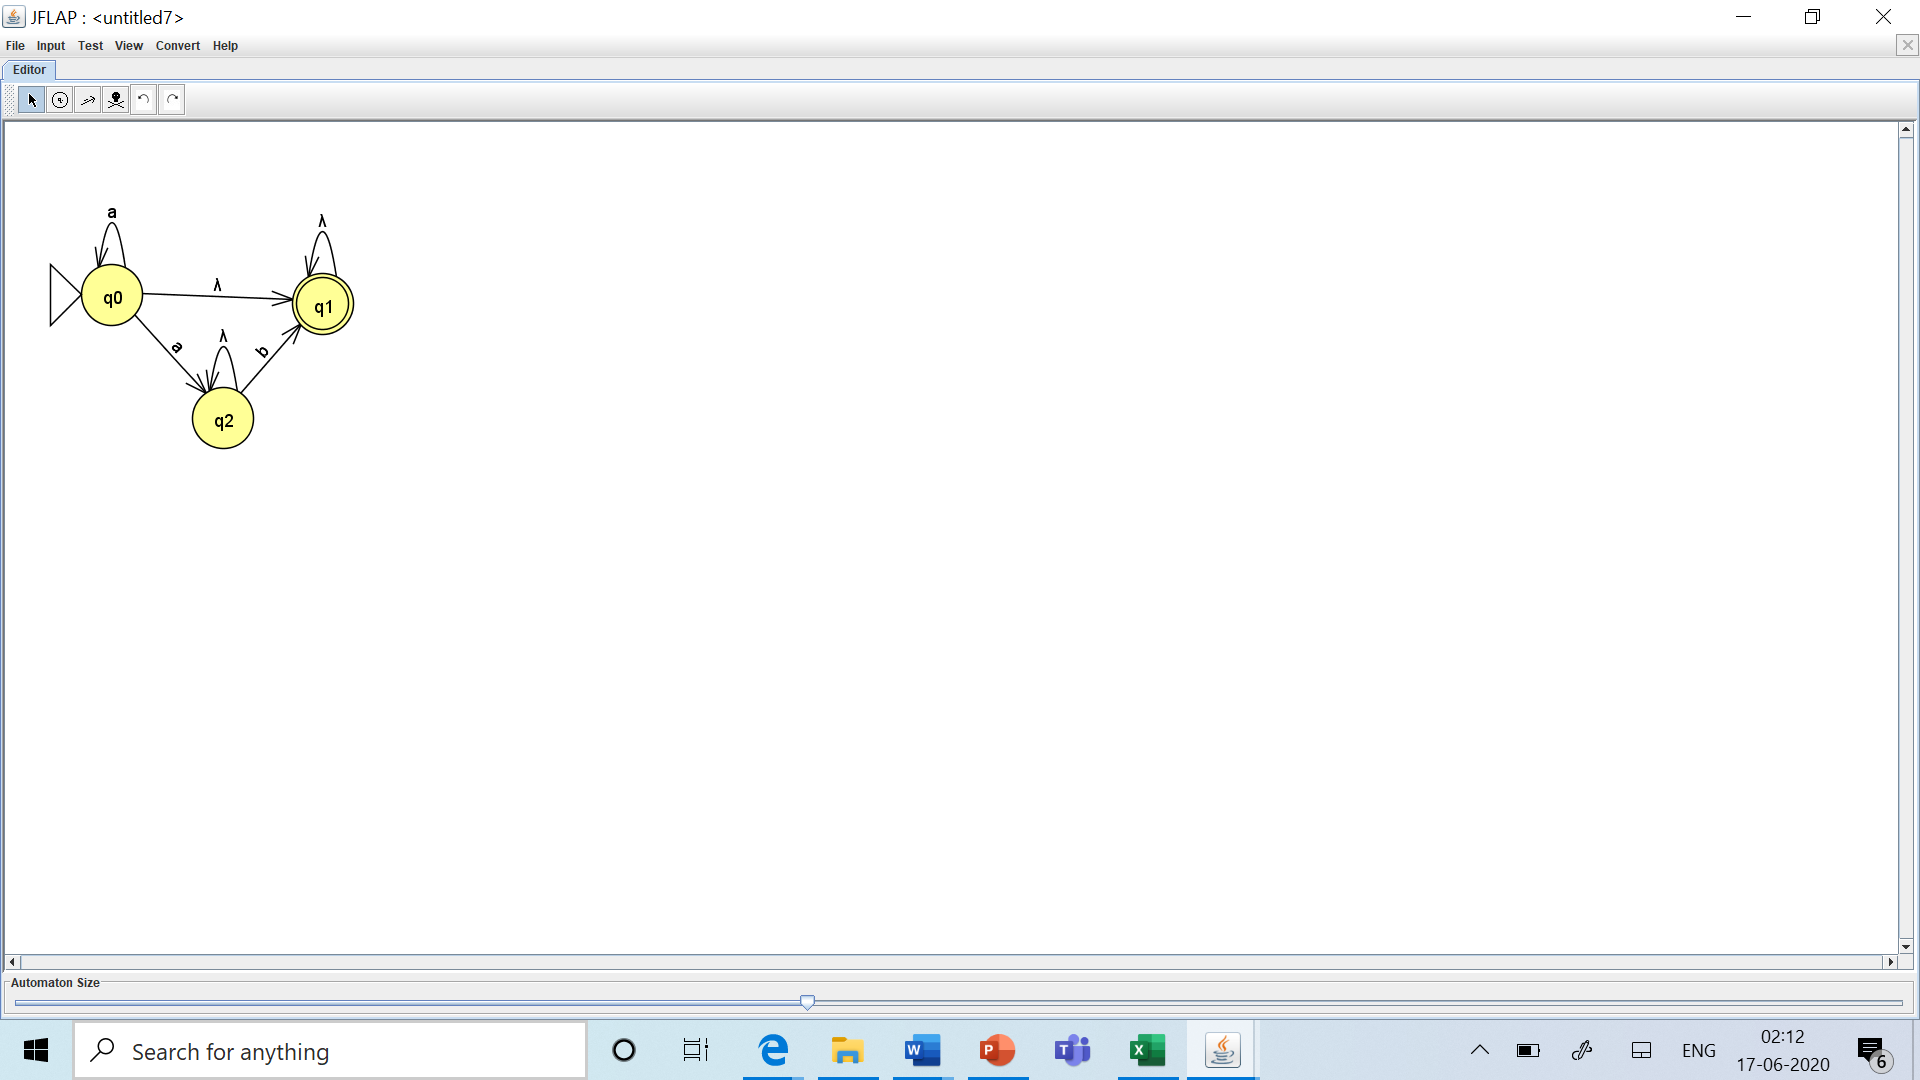 JFLAP : <untitled7>
File Input Test View Convert Help
Editor
a
λ
λ
q0
q1
a
λ
b
q2
Automaton Size
Search for anything
ENG
02:12
17-06-2020
6